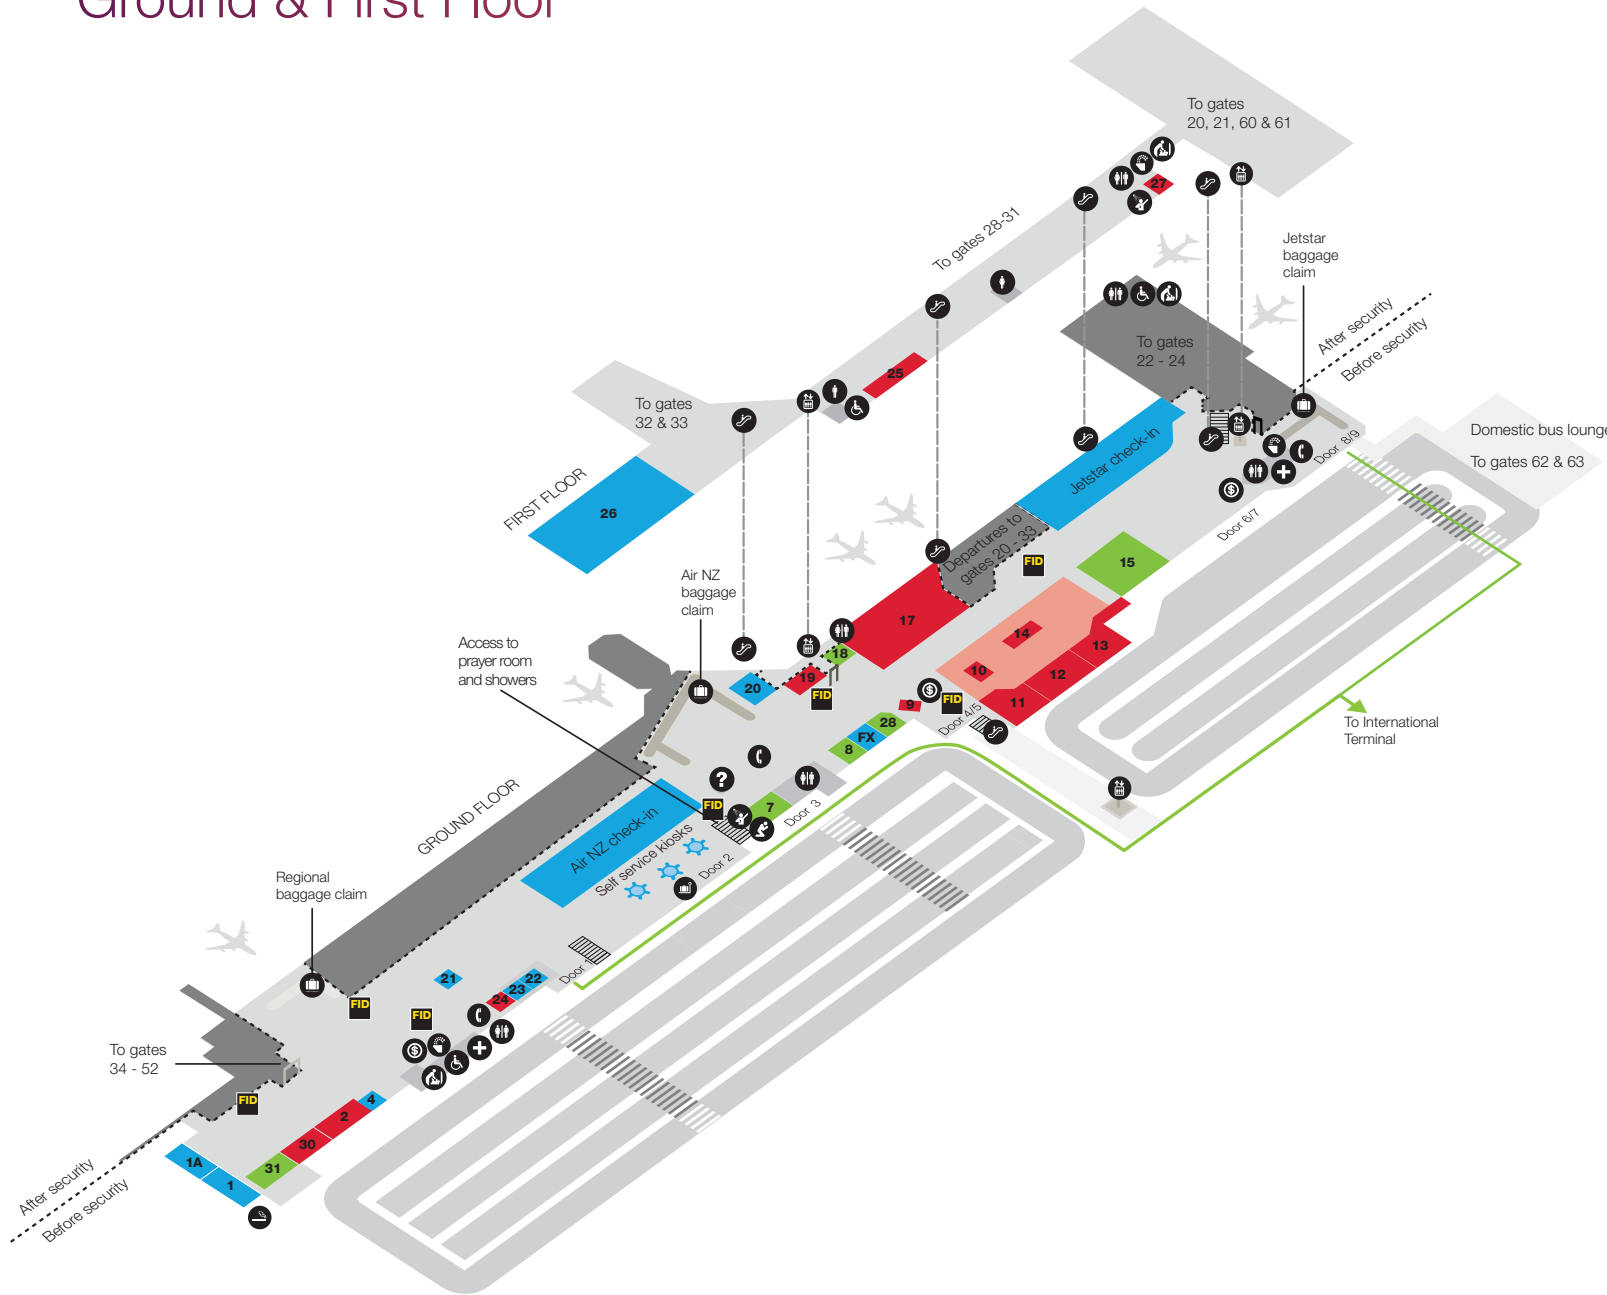 Ground & First Floor
To gates
20, 21, 60 & 61
27
To gates 28-31
Jetstar
baggage
claim
After security
Before security
To gates
22 - 24
25
To gates
32 & 33
FIRST FLOOR
26
Jetstar check-in
Door 8/9
Domestic bus lounge
To gates 62 & 63
Door 6/7
Departures to
gates 20 - 33
FID
15
Air NZ
baggage
claim
17
14
13
Access to
prayer room
and showers
18
19
20
FID
10
12
11
9
FID
Door 4/5
28
FX
8
To International
Terminal
?
GROUND FLOOR
FID
7
Door 3
Air NZ check-in
Self service kiosks
Door 2
Regional
baggage claim
21
22
23
24
Door 1
FID
FID
To gates
34 - 52
FID
4
2
30
31
1A
1
After security
Before security